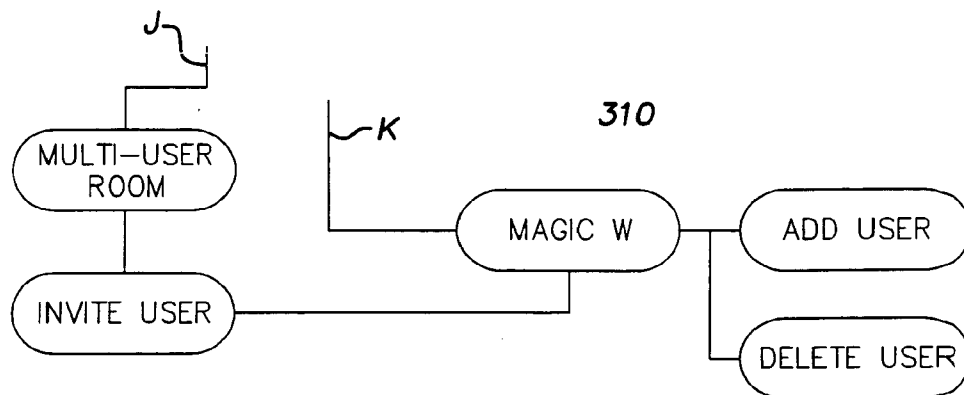 J
K
310
MULTI-USER
ROOM
MAGIC W
ADD USER
INVITE USER
DELETE USER